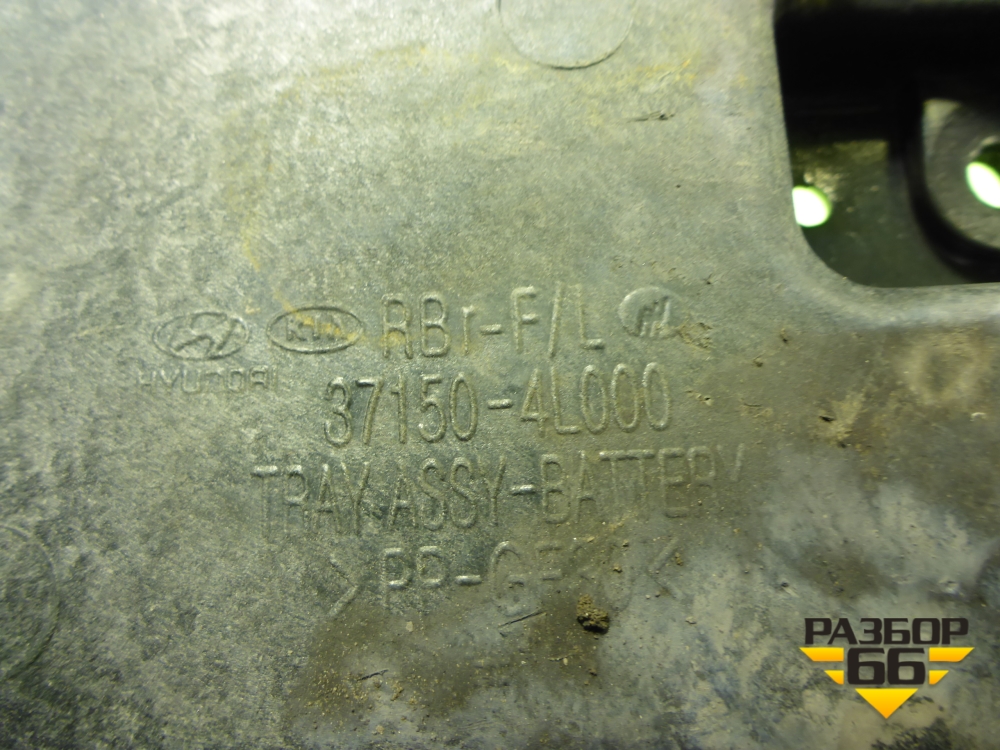 KIA RBr-F/L
HYUNDAI
37150-4L000
TRAY ASSY-BATTERY
РАЗБОР
66